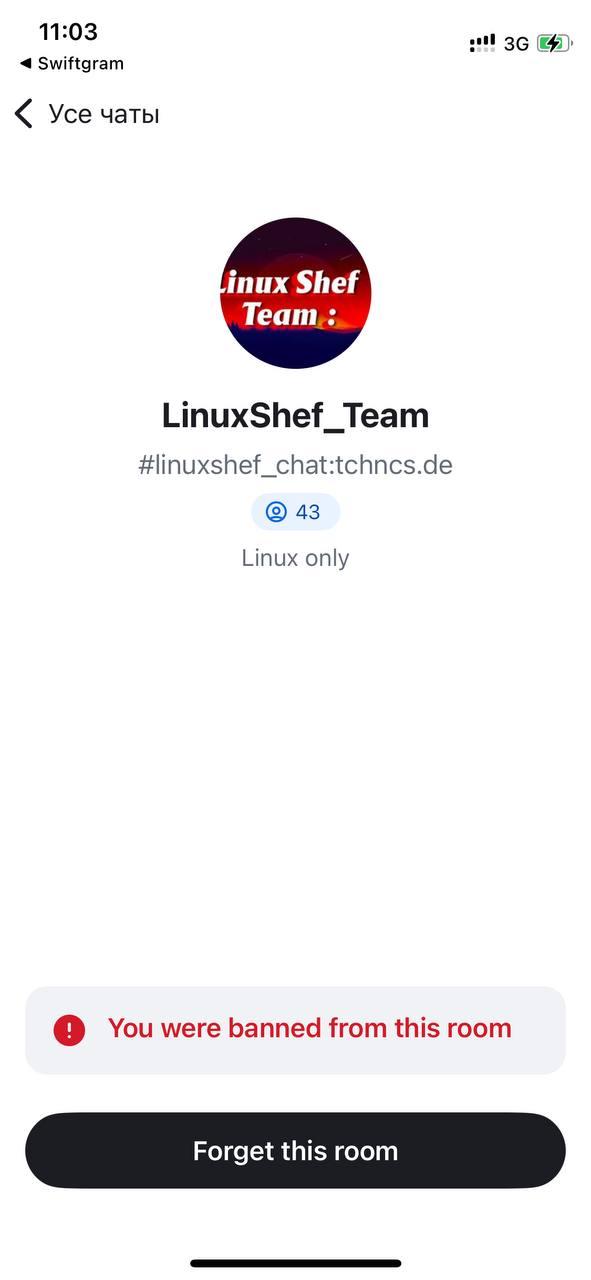 11:03
3G
◀ Swiftgram
Усе чаты
Linux Shef
Team :
LinuxShef_Team
#linuxshef_chat:tchncs.de
43
Linux only
You were banned from this room
Forget this room